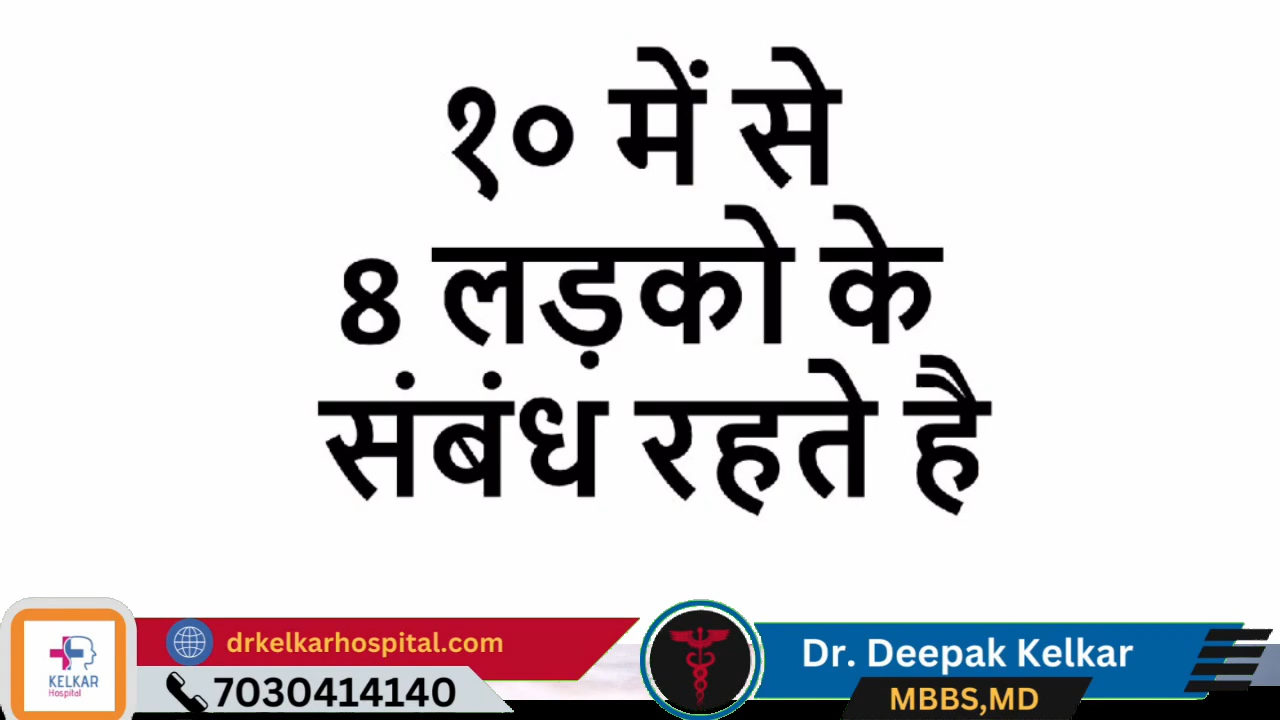 १० में से
8 लड़को के
संबंध रहते है
drkelkarhospital.com
7030414140
KELKAR
Hospital
Dr. Deepak Kelkar
MBBS,MD